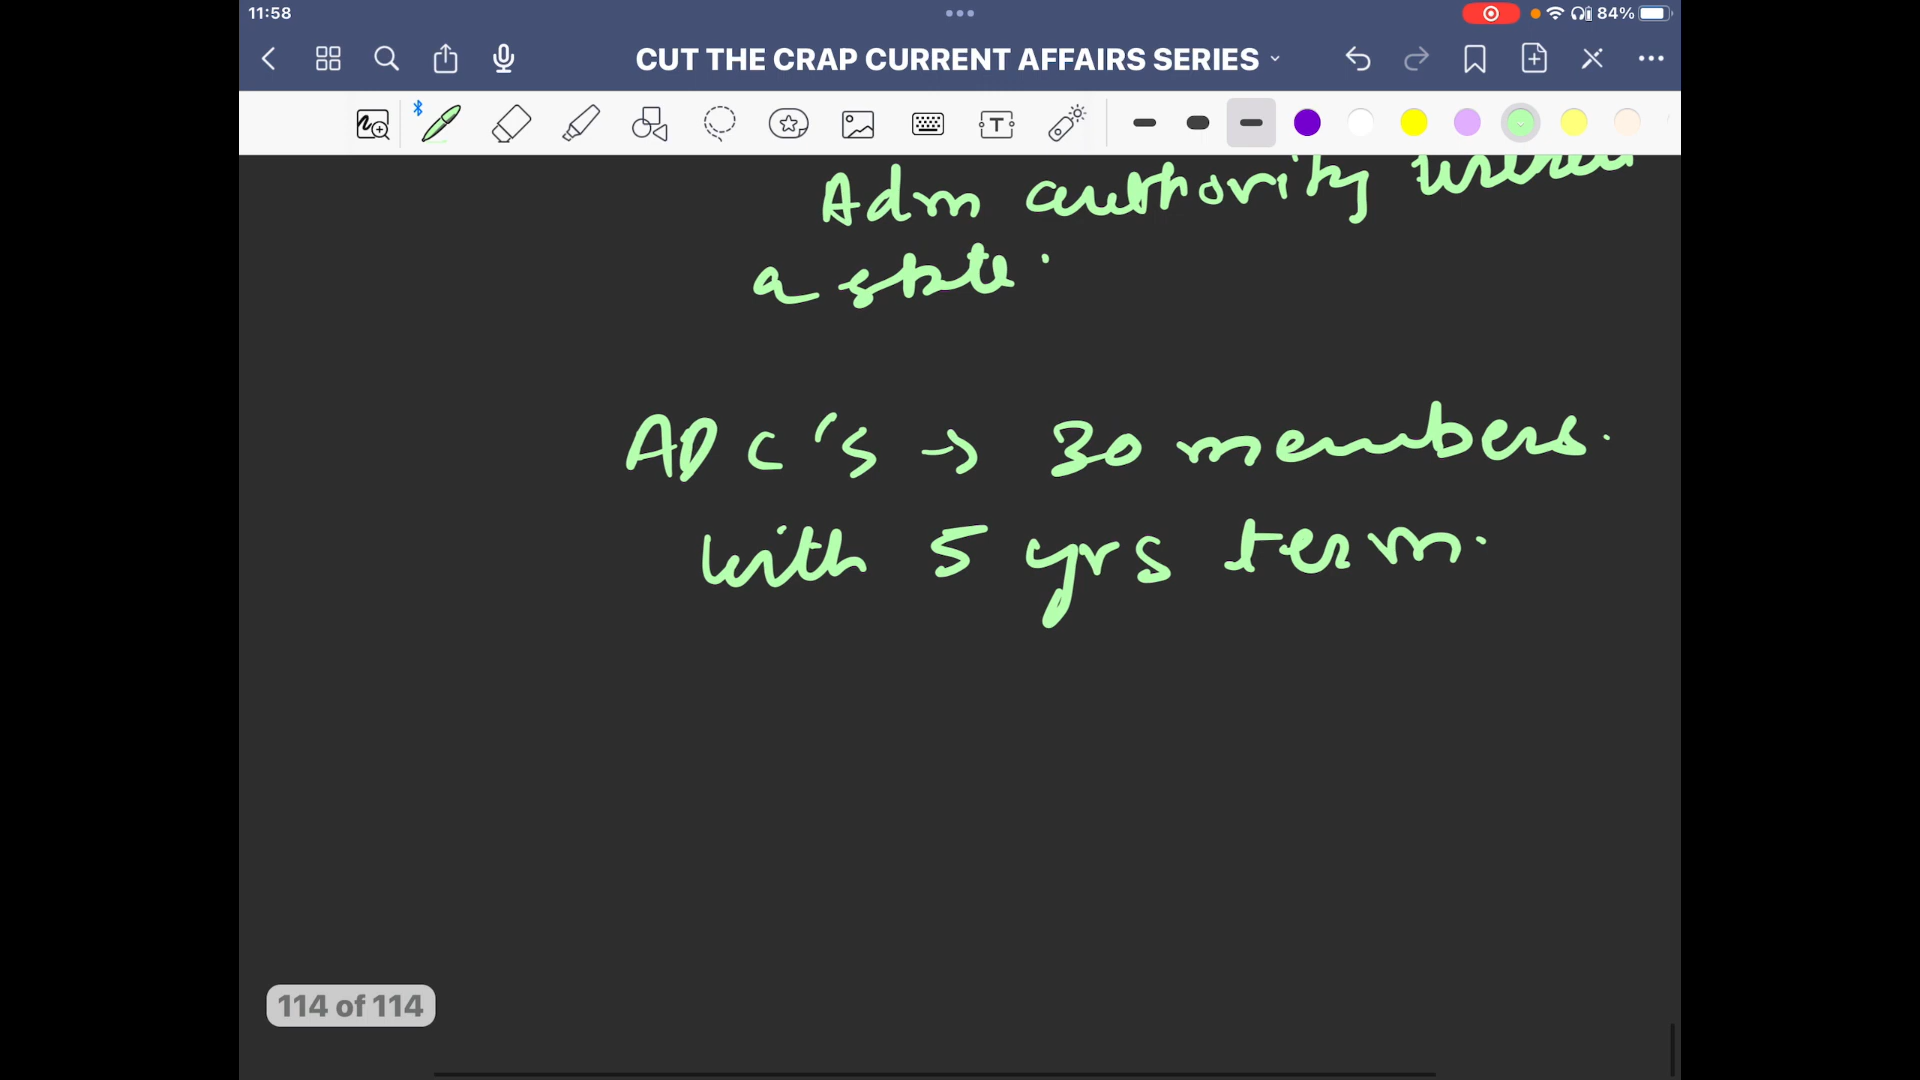 11:58
84%
CUT THE CRAP CURRENT AFFAIRS SERIES
T
Adm authority
a state.
ADC's → 30 members.
with 5 yrs term.
114 of 114